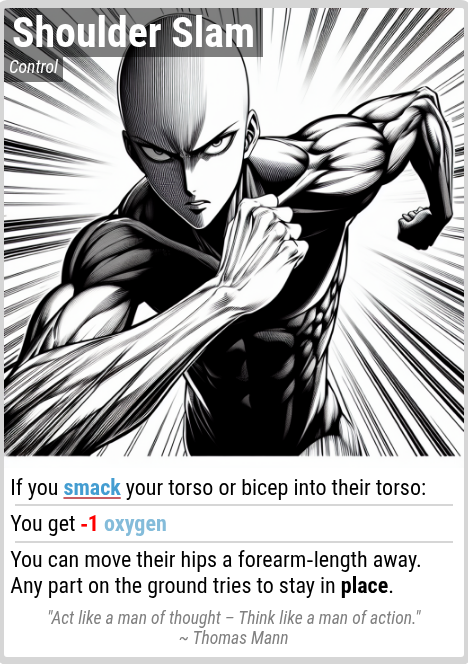 Shoulder Slam
Control
If you smack your torso or bicep into their torso:
You get -1 oxygen
You can move their hips a forearm-length away.
Any part on the ground tries to stay in place.
"Act like a man of thought – Think like a man of action."
~ Thomas Mann